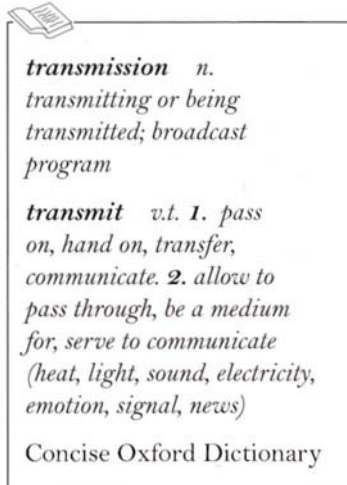 transmission n.
transmitting or being
transmitted; broadcast
program
transmit v.t. 1. pass
on, hand on, transfer,
communicate. 2. allow to
pass through, be a medium
for, serve to communicate
(heat, light, sound, electricity,
emotion, signal, news)
Concise Oxford Dictionary